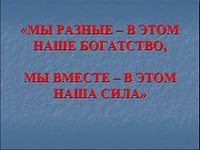 «МЫ РАЗНЫЕ – В ЭТОМ
НАШЕ БОГАТСТВО,
МЫ ВМЕСТЕ – В ЭТОМ
НАША СИЛА»